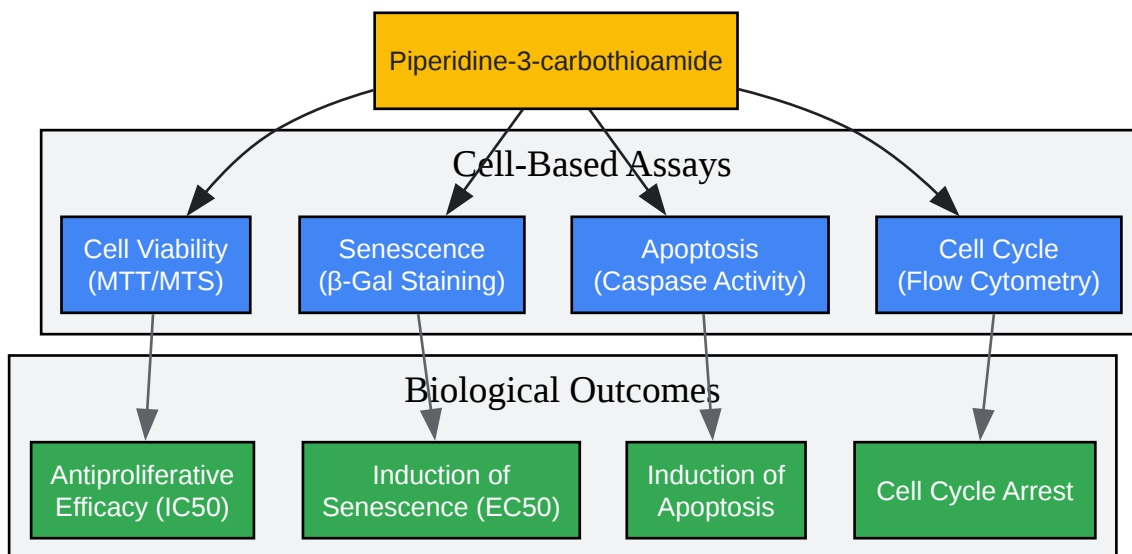 Piperidine-3-carbothioamide
Cell-Based Assays
Cell Viability
(MTT/MTS)
Senescence
(β-Gal Staining)
Apoptosis
(Caspase Activity)
Cell Cycle
(Flow Cytometry)
Biological Outcomes
Antiproliferative
Efficacy (IC50)
Induction of
Senescence (EC50)
Induction of
Apoptosis
Cell Cycle Arrest